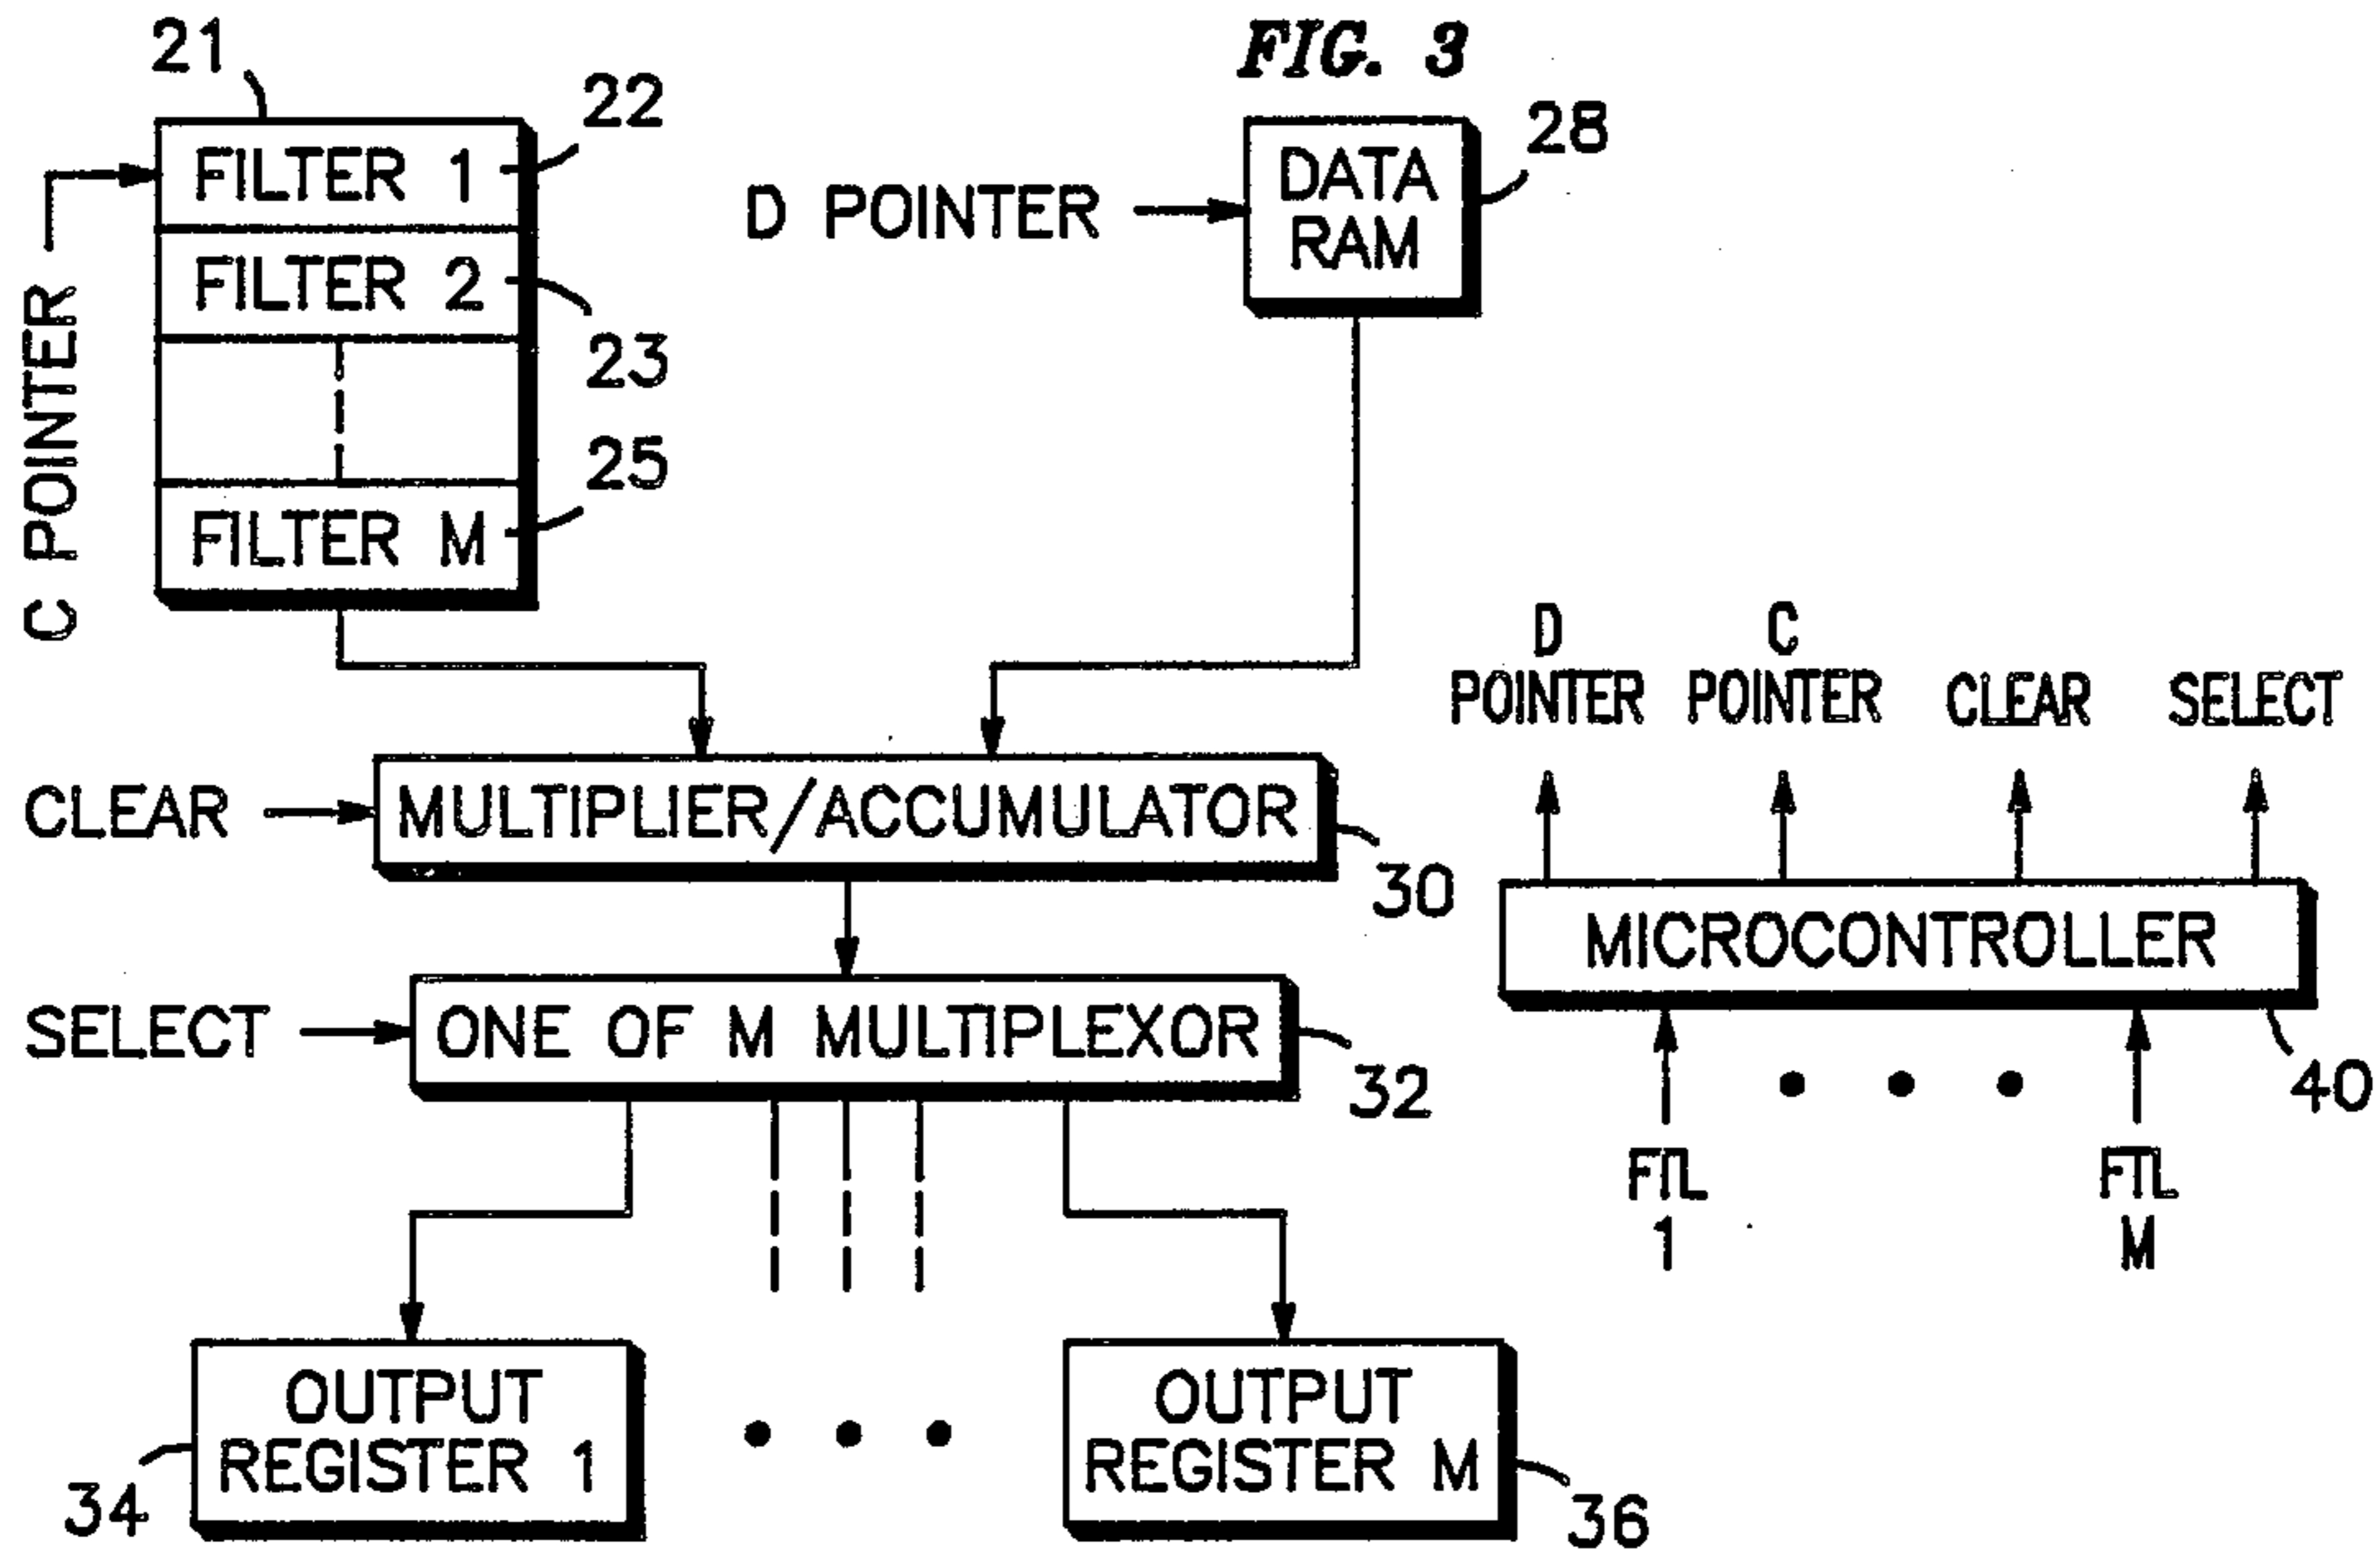 FIG. 3
21
FILTER 1
22
FILTER 2
23
25
FILTER M
C POINTER
D POINTER
DATA
RAM
28
D
POINTER
C
POINTER
CLEAR
SELECT
CLEAR
MULTIPLIER/ACCUMULATOR
30
MICROCONTROLLER
40
FTL
1
FTL
M
SELECT
ONE OF M MULTIPLEXOR
32
OUTPUT
REGISTER 1
34
OUTPUT
REGISTER M
36